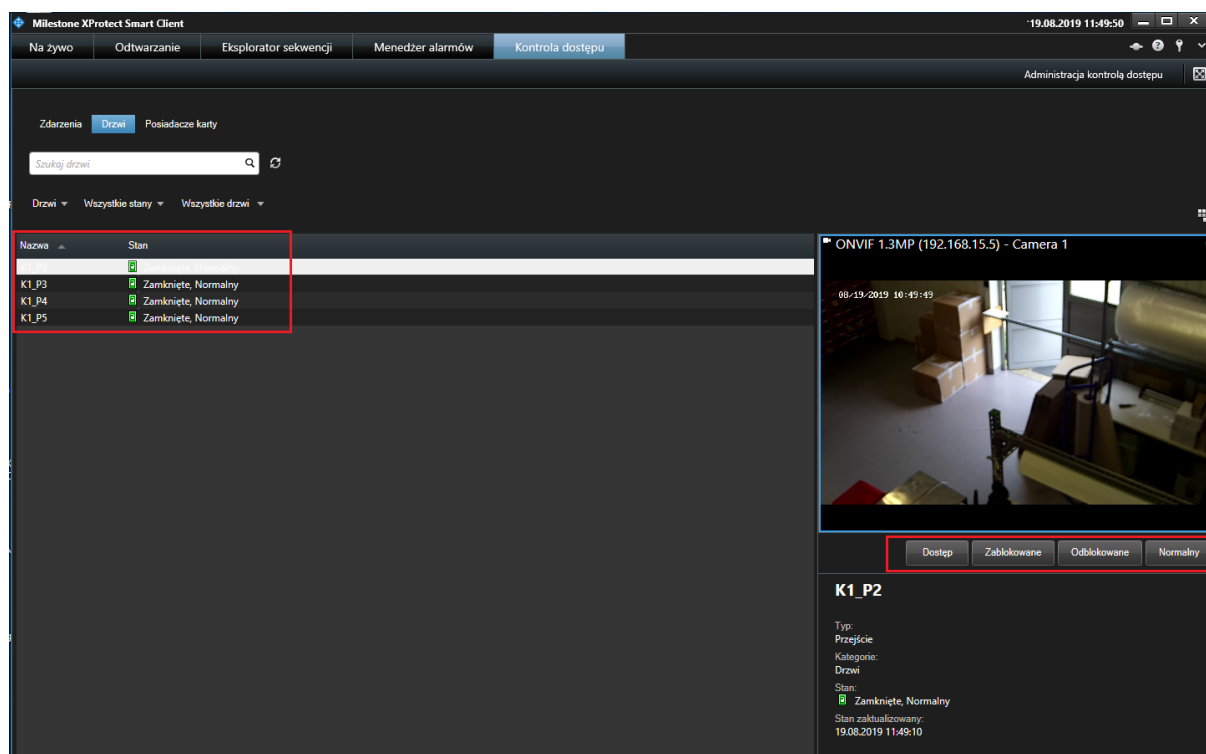 Milestone XProtect Smart Client
19.08.2019 11:49:50
Na żywo Odtwarzanie Eksplorator sekwencji Menedżer alarmów Kontrola dostępu
Administracja kontrolą dostępu
Zdarzenia Drzwi Posiadacze karty
Szukaj drzwi
Drzwi Wszystkie stany Wszystkie drzwi
Nazwa Stan
K1_P2 Zamknięte, Normalny
K1_P3 Zamknięte, Normalny
K1_P4 Zamknięte, Normalny
K1_P5 Zamknięte, Normalny
ONVIF 1.3MP (192.168.15.5) - Camera 1
08/19/2019 10:49:49
Dostęp Zablokowane Odblokowane Normalny
K1_P2
Typ:
Przejście
Kategorie:
Drzwi
Stan:
Zamknięte, Normalny
Stan zaktualizowany:
19.08.2019 11:49:10